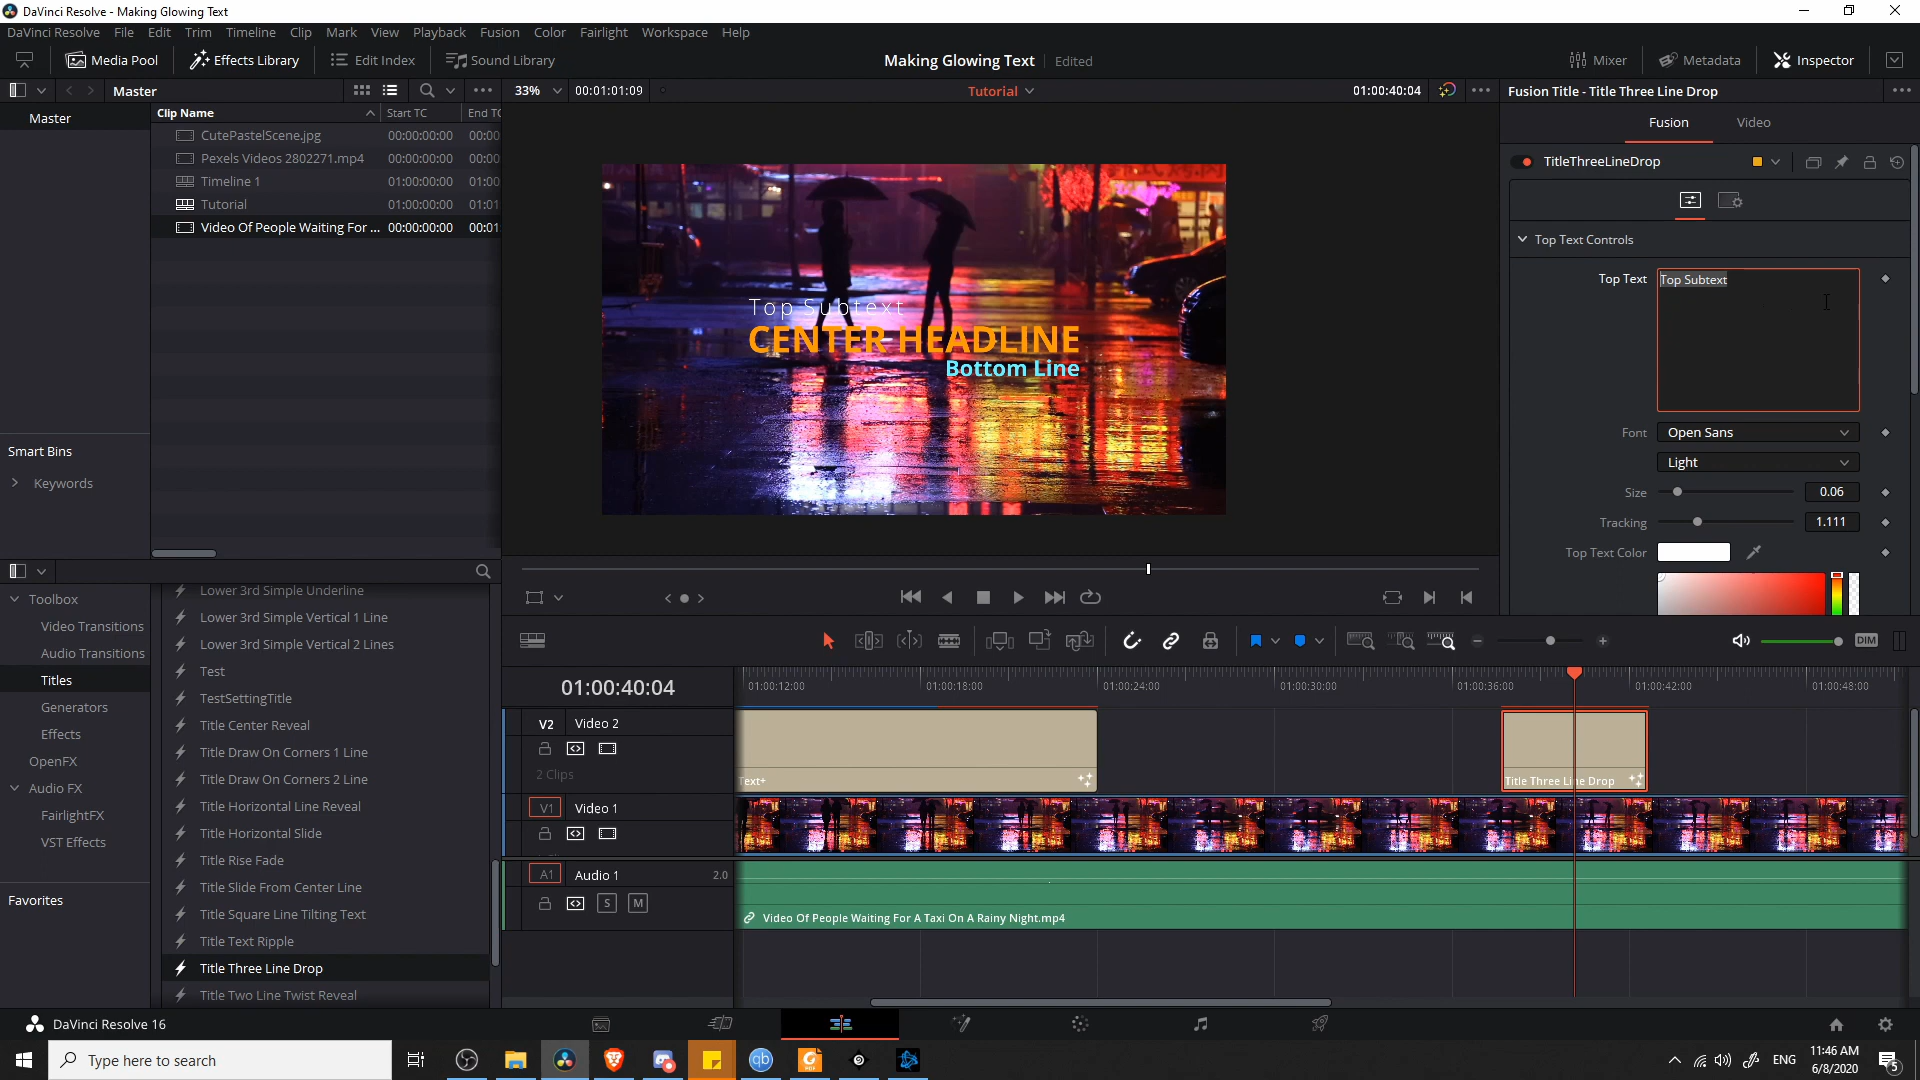 DaVinci Resolve - Making Glowing Text
DaVinci Resolve File Edit Trim Timeline Clip Mark View Playback Fusion Color Fairlight Workspace Help
Media Pool Effects Library Edit Index Sound Library Making Glowing Text Edited Mixer Metadata Inspector
Master 33% 00:01:01:09 Tutorial 01:00:40:04 Fusion Title - Title Three Line Drop
Master
Clip Name Start TC End TC
CutePastelScene.jpg 00:00:00:00 00:00
Pexels Videos 2802271.mp4 00:00:00:00 00:00
Timeline 1 01:00:00:00 01:00
Tutorial 01:00:00:00 01:01
Video Of People Waiting For ... 00:00:00:00 00:01
Smart Bins
Keywords
Top Subtext
CENTER HEADLINE
Bottom Line
Fusion Video
TitleThreeLineDrop
Top Text Controls
Top Text Top Subtext
Font Open Sans
Light
Size 0.06
Tracking 1.111
Top Text Color
Toolbox
Video Transitions
Audio Transitions
Titles
Generators
Effects
OpenFX
Audio FX
FairlightFX
VST Effects
Favorites
Lower 3rd Simple Underline
Lower 3rd Simple Vertical 1 Line
Lower 3rd Simple Vertical 2 Lines
Test
TestSettingTitle
Title Center Reveal
Title Draw On Corners 1 Line
Title Draw On Corners 2 Line
Title Horizontal Line Reveal
Title Horizontal Slide
Title Rise Fade
Title Slide From Center Line
Title Square Line Tilting Text
Title Text Ripple
Title Three Line Drop
Title Two Line Twist Reveal
DIM
01:00:40:04 01:00:12:00 01:00:18:00 01:00:24:00 01:00:30:00 01:00:36:00 01:00:42:00 01:00:48:00
V2 Video 2
2 Clips
Text+ Title Three Line Drop
V1 Video 1
A1 Audio 1 2.0
S M
Video Of People Waiting For A Taxi On A Rainy Night.mp4
DaVinci Resolve 16
Type here to search
qb
ENG
11:46 AM
6/8/2020
5